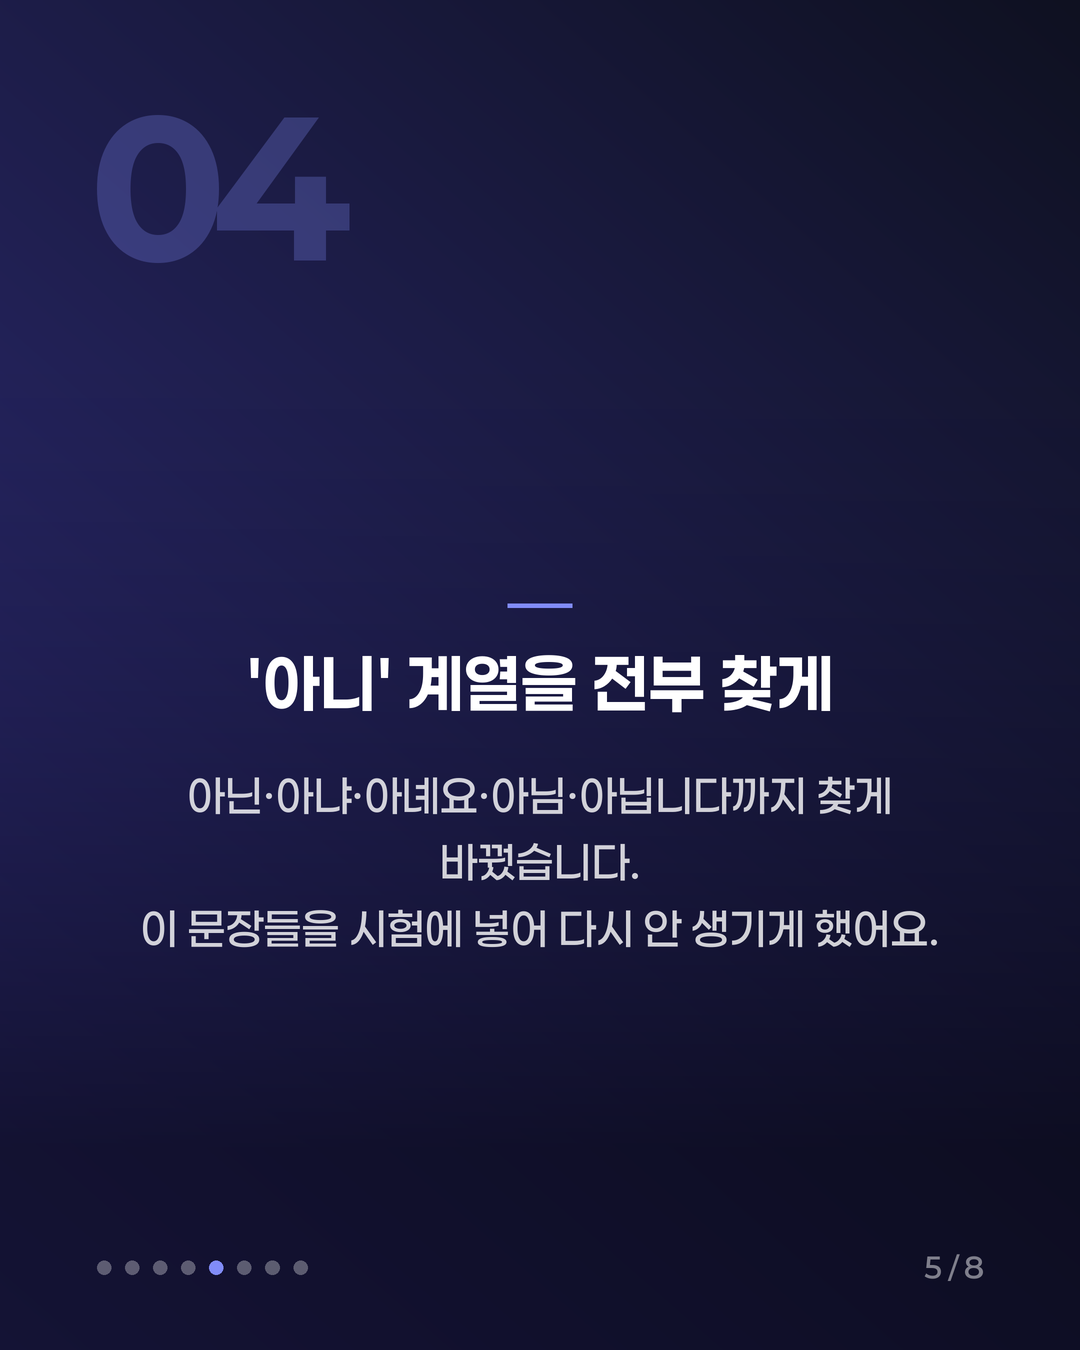 04
'아니' 계열을 전부 찾게
아닌·아냐·아녜요·아님·아닙니다까지 찾게
바꿨습니다.
이 문장들을 시험에 넣어 다시 안 생기게 했어요.
5/8